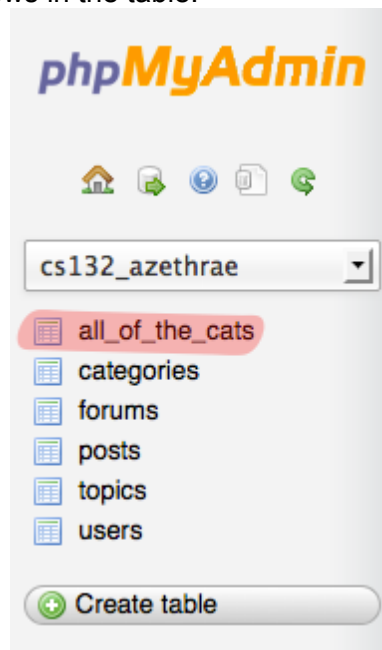 phpMyAdmin
cs132_azethrae
all_of_the_cats
categories
forums
posts
topics
users
Create table